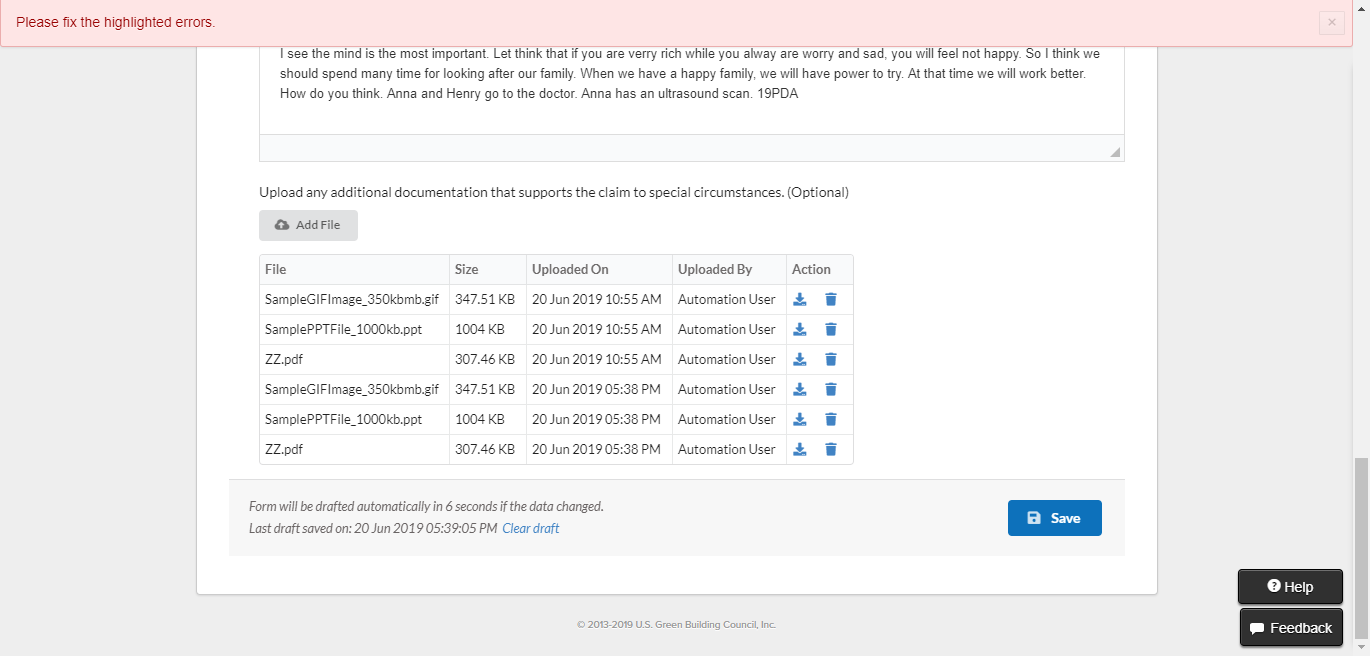 Please fix the highlighted errors.
I see the mind is the most important. Let think that if you are verry rich while you alway are worry and sad, you will feel not happy. So I think we
should spend many time for looking after our family. When we have a happy family, we will have power to try. At that time we will work better.
How do you think. Anna and Henry go to the doctor. Anna has an ultrasound scan. 19PDA
Upload any additional documentation that supports the claim to special circumstances. (Optional)
Add File
File Size Uploaded On Uploaded By Action
SampleGIFImage_350kbmb.gif 347.51 KB 20 Jun 2019 10:55 AM Automation User
SamplePPTFile_1000kb.ppt 1004 KB 20 Jun 2019 10:55 AM Automation User
ZZ.pdf 307.46 KB 20 Jun 2019 10:55 AM Automation User
SampleGIFImage_350kbmb.gif 347.51 KB 20 Jun 2019 05:38 PM Automation User
SamplePPTFile_1000kb.ppt 1004 KB 20 Jun 2019 05:38 PM Automation User
ZZ.pdf 307.46 KB 20 Jun 2019 05:38 PM Automation User
Form will be drafted automatically in 6 seconds if the data changed.
Last draft saved on: 20 Jun 2019 05:39:05 PM Clear draft
Save
Help
Feedback
© 2013-2019 U.S. Green Building Council, Inc.